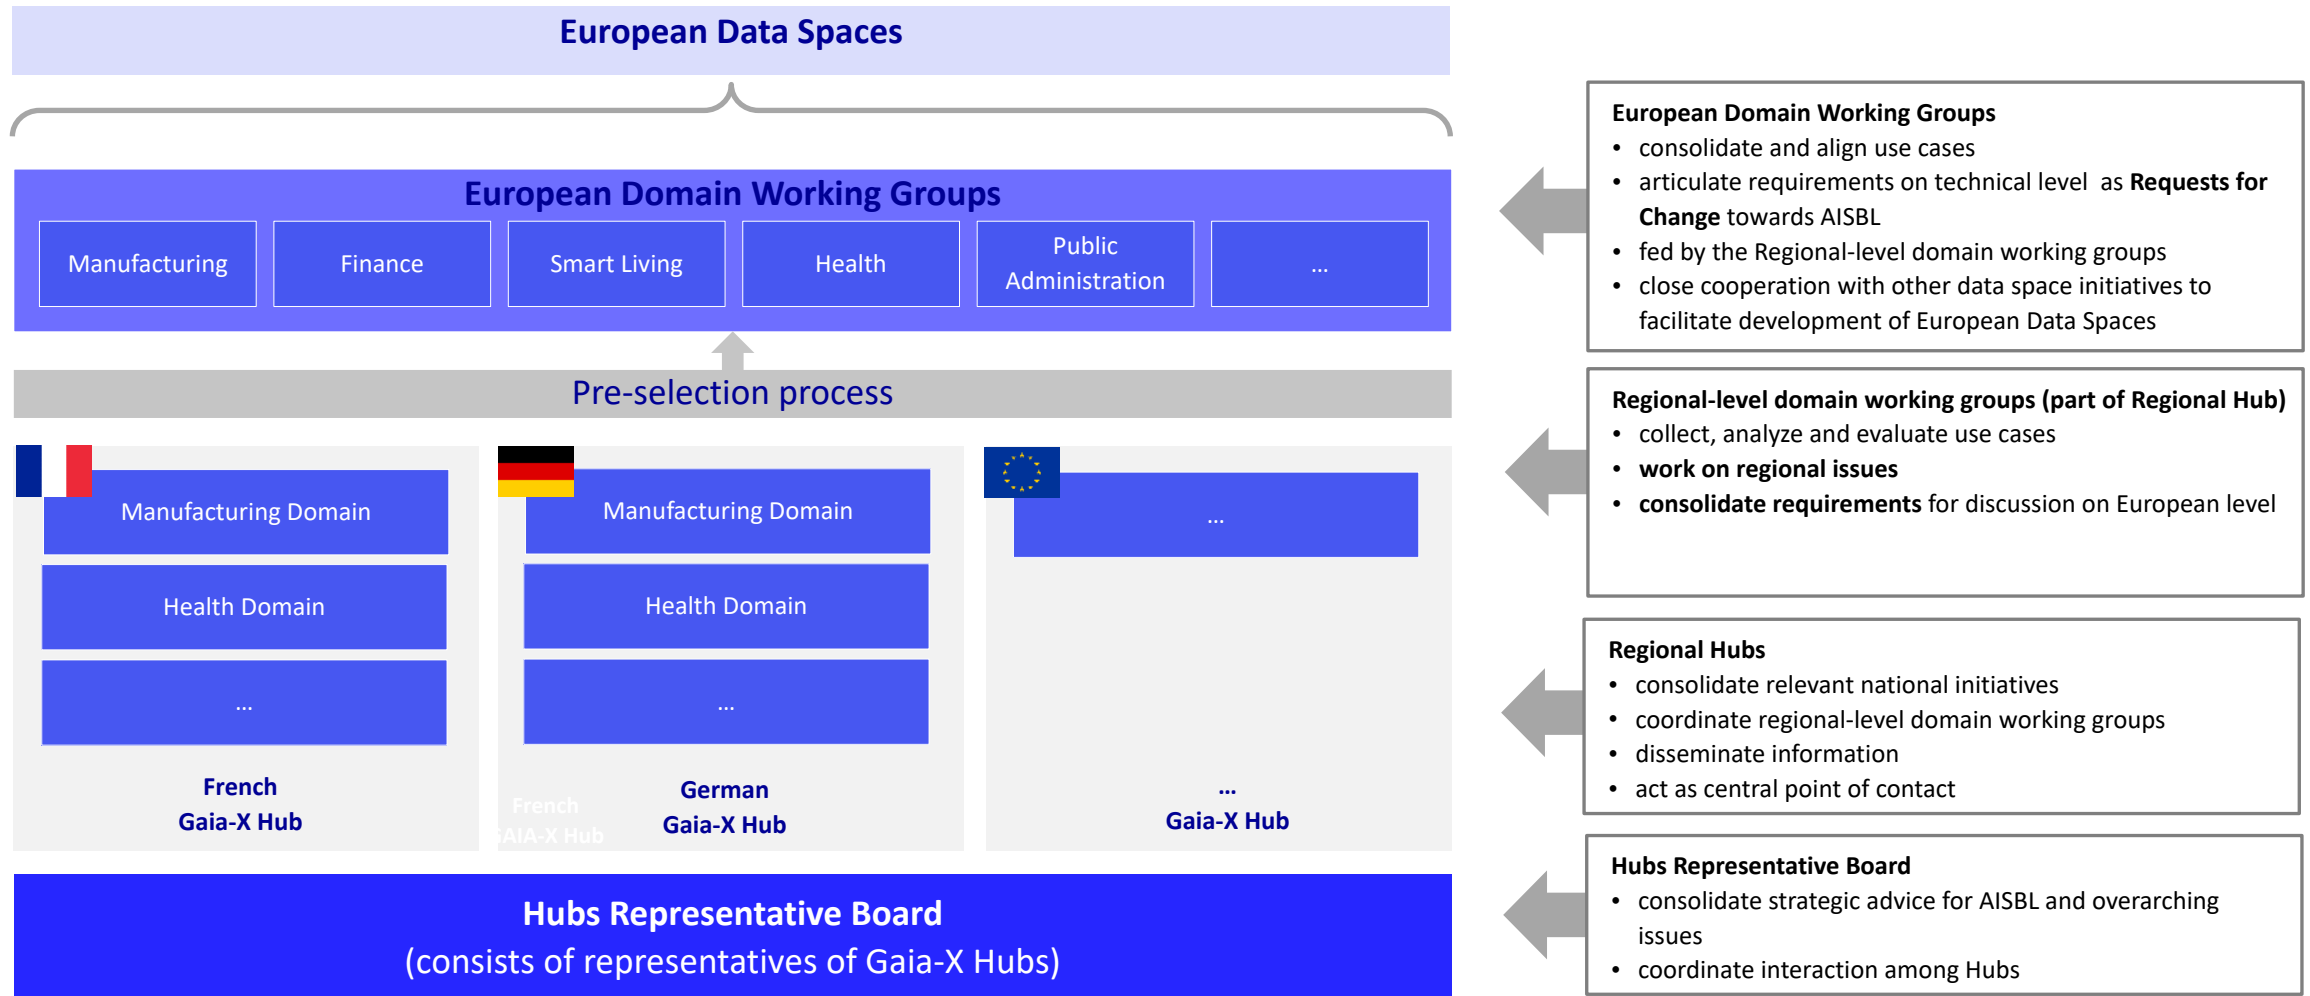 European Data Spaces
European Domain Working Groups
Manufacturing
Finance
Smart Living
Health
Public
Administration
...
Pre-selection process
Manufacturing Domain
Health Domain
...
French
Gaia-X Hub
Manufacturing Domain
Health Domain
...
French
GAIA-X Hub
German
Gaia-X Hub
...
...
Gaia-X Hub
Hubs Representative Board
(consists of representatives of Gaia-X Hubs)
European Domain Working Groups
• consolidate and align use cases
• articulate requirements on technical level as Requests for
Change towards AISBL
• fed by the Regional-level domain working groups
• close cooperation with other data space initiatives to
facilitate development of European Data Spaces
Regional-level domain working groups (part of Regional Hub)
• collect, analyze and evaluate use cases
• work on regional issues
• consolidate requirements for discussion on European level
Regional Hubs
• consolidate relevant national initiatives
• coordinate regional-level domain working groups
• disseminate information
• act as central point of contact
Hubs Representative Board
• consolidate strategic advice for AISBL and overarching
issues
• coordinate interaction among Hubs